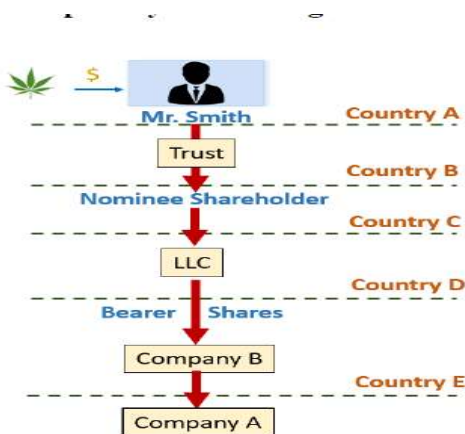 $
Mr. Smith
Country A
Trust
Country B
Nominee Shareholder
Country C
LLC
Country D
Bearer Shares
Company B
Country E
Company A